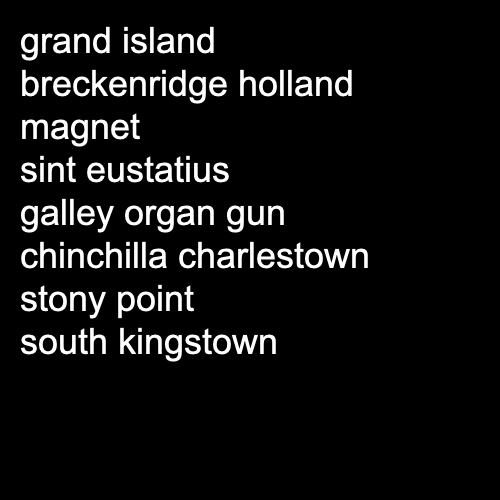 grand island
breckenridge holland
magnet
sint eustatius
galley organ gun
chinchilla charlestown
stony point
south kingstown